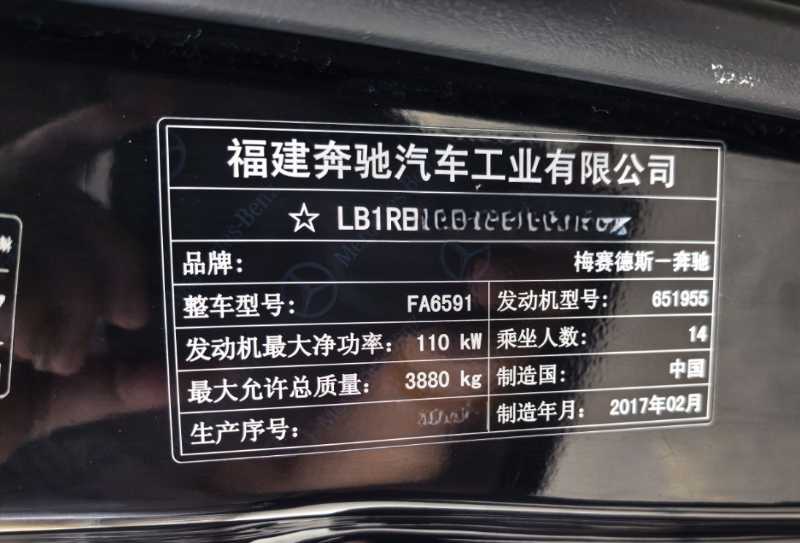 福建奔驰汽车工业有限公司
☆ LB1RB
品牌: 梅赛德斯－奔驰
整车型号: FA6591 发动机型号: 651955
发动机最大净功率: 110 kW 乘坐人数: 14
最大允许总质量: 3880 kg 制造国: 中国
生产序号: 制造年月: 2017年02月